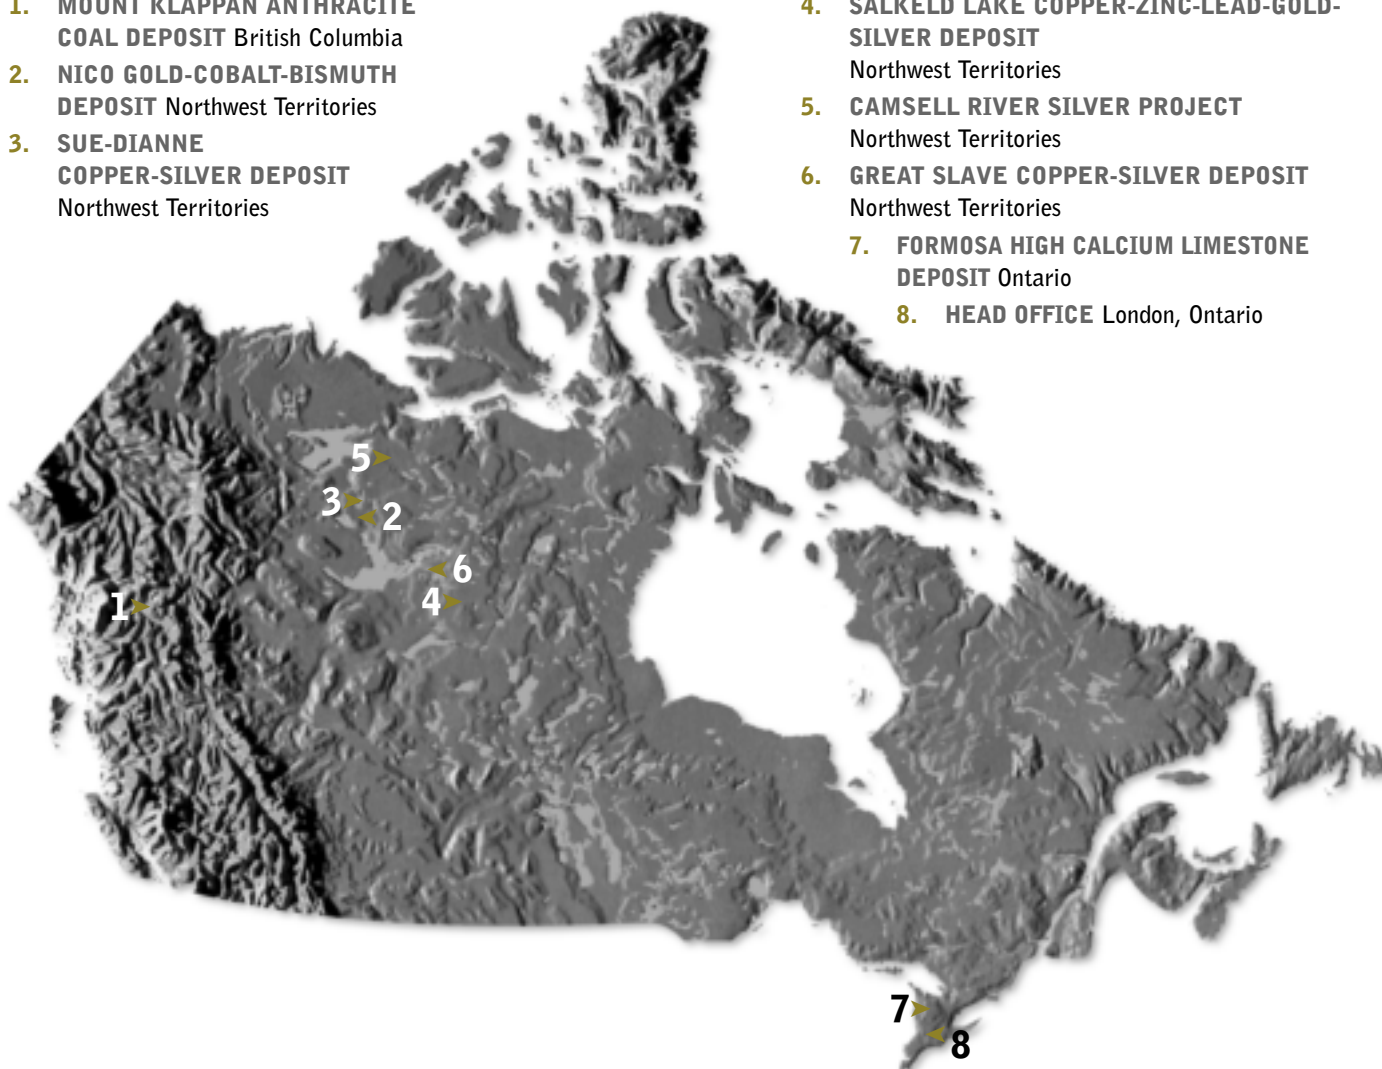 1. MOUNT KLAPPAN ANTHRACITE
COAL DEPOSIT British Columbia
2. NICO GOLD-COBALT-BISMUTH
DEPOSIT Northwest Territories
3. SUE-DIANNE
COPPER-SILVER DEPOSIT
Northwest Territories
4. SALKELD LAKE COPPER-ZINC-LEAD-GOLD-
SILVER DEPOSIT
Northwest Territories
5. CAMSELL RIVER SILVER PROJECT
Northwest Territories
6. GREAT SLAVE COPPER-SILVER DEPOSIT
Northwest Territories
7. FORMOSA HIGH CALCIUM LIMESTONE
DEPOSIT Ontario
8. HEAD OFFICE London, Ontario
5
3
2
6
4
1
7
8